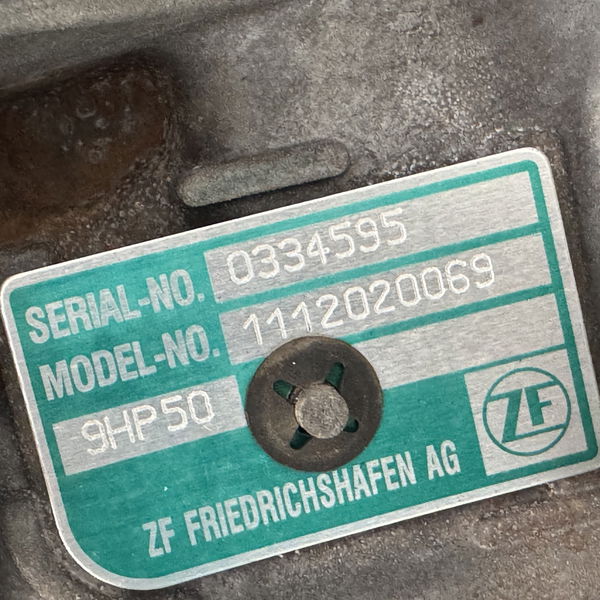 SERIAL-NO. 0334595
MODEL-NO. 1112020069
9HP50
ZF
ZF FRIEDRICHSHAFEN AG